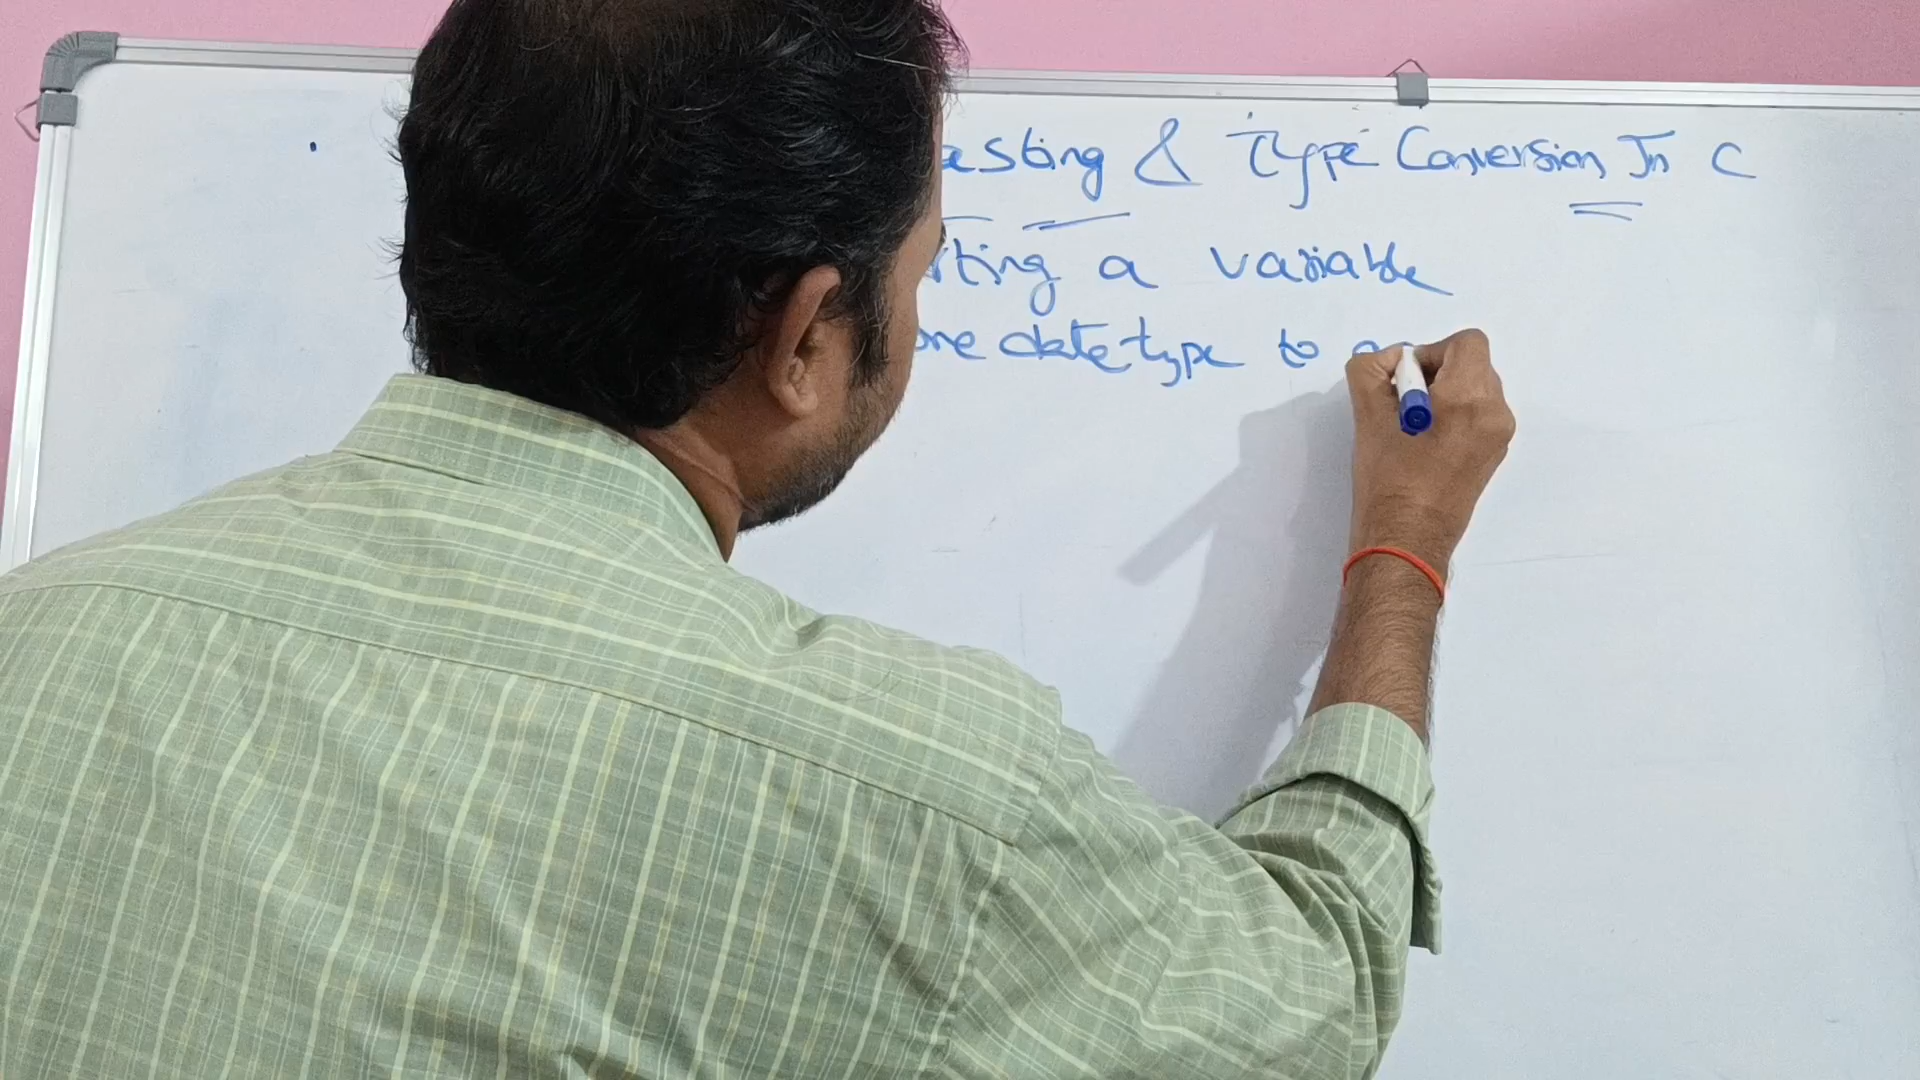 asting & Type Conversion In C
rting a variable
one datatype to